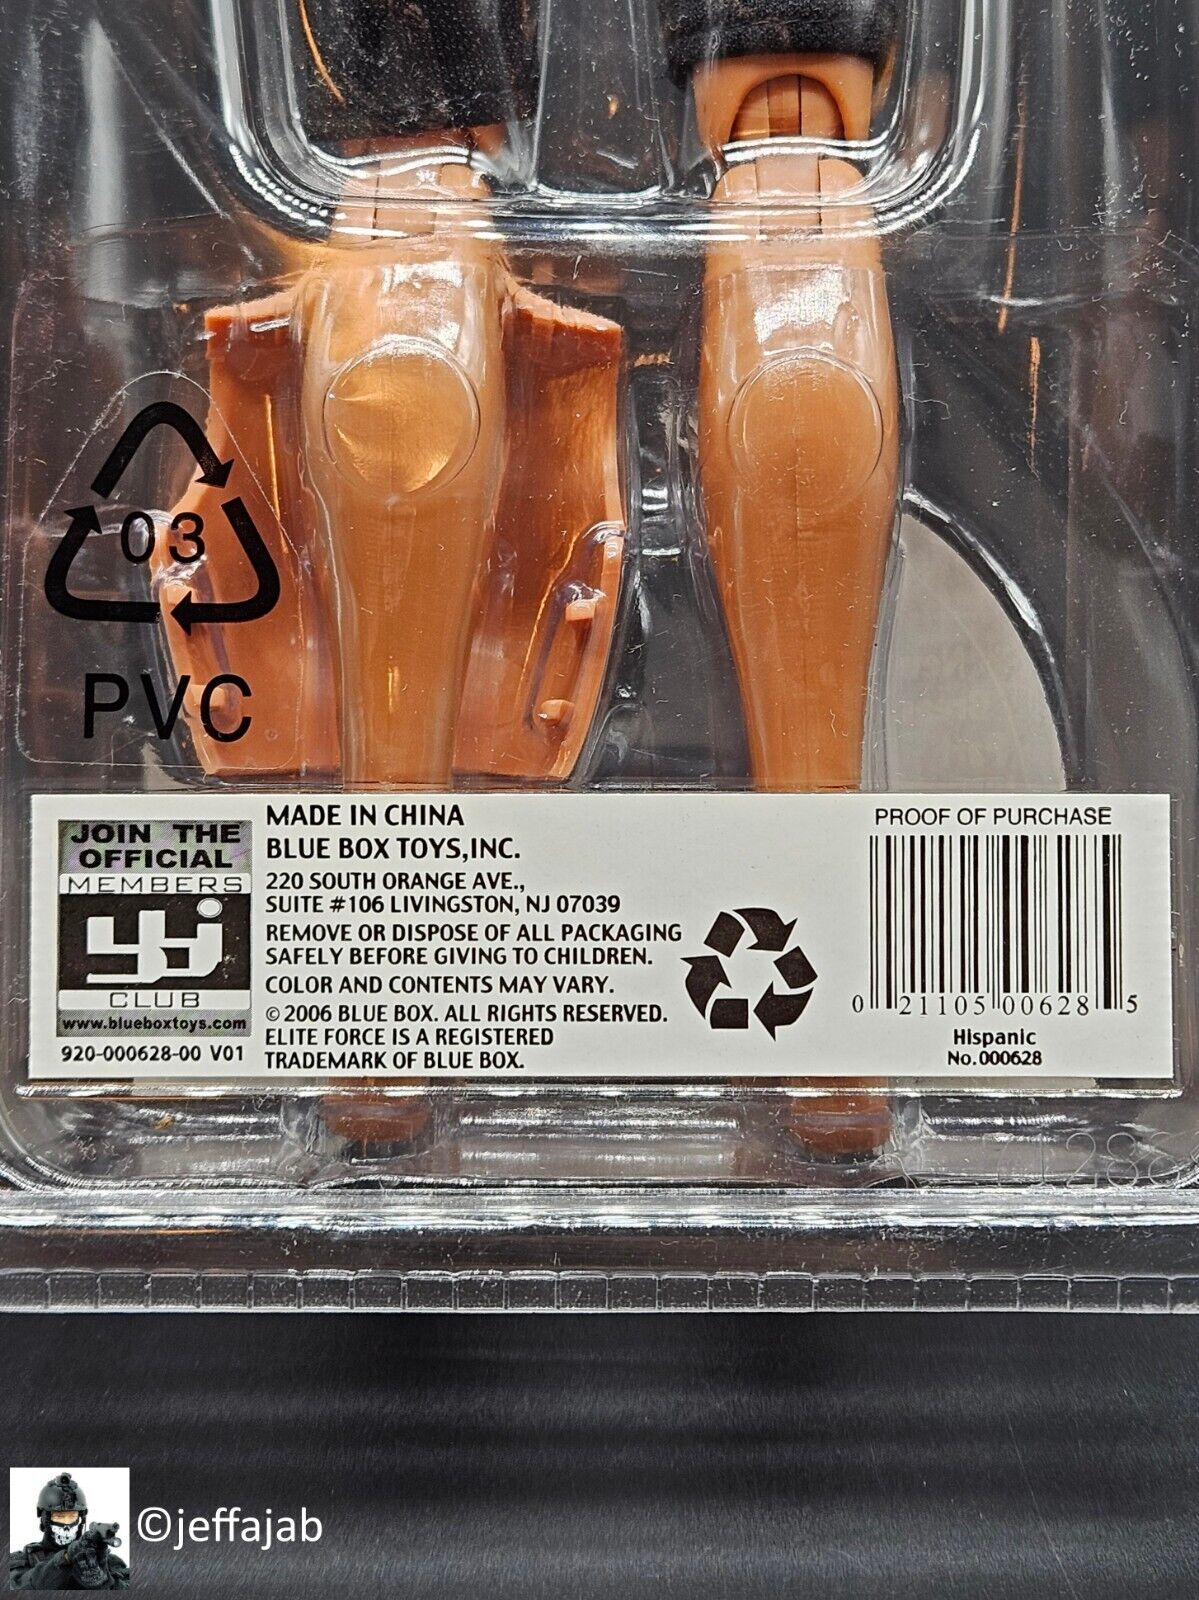 03
PVC
JOIN THE
OFFICIAL
MEMBERS
CLUB
www.blueboxtoys.com
920-000628-00 V01
MADE IN CHINA
BLUE BOX TOYS,INC.
220 SOUTH ORANGE AVE.,
SUITE #106 LIVINGSTON, NJ 07039
REMOVE OR DISPOSE OF ALL PACKAGING
SAFELY BEFORE GIVING TO CHILDREN.
COLOR AND CONTENTS MAY VARY.
© 2006 BLUE BOX. ALL RIGHTS RESERVED.
ELITE FORCE IS A REGISTERED
TRADEMARK OF BLUE BOX.
PROOF OF PURCHASE
0 21105 00628 5
Hispanic
No. 000628
©jeffajab